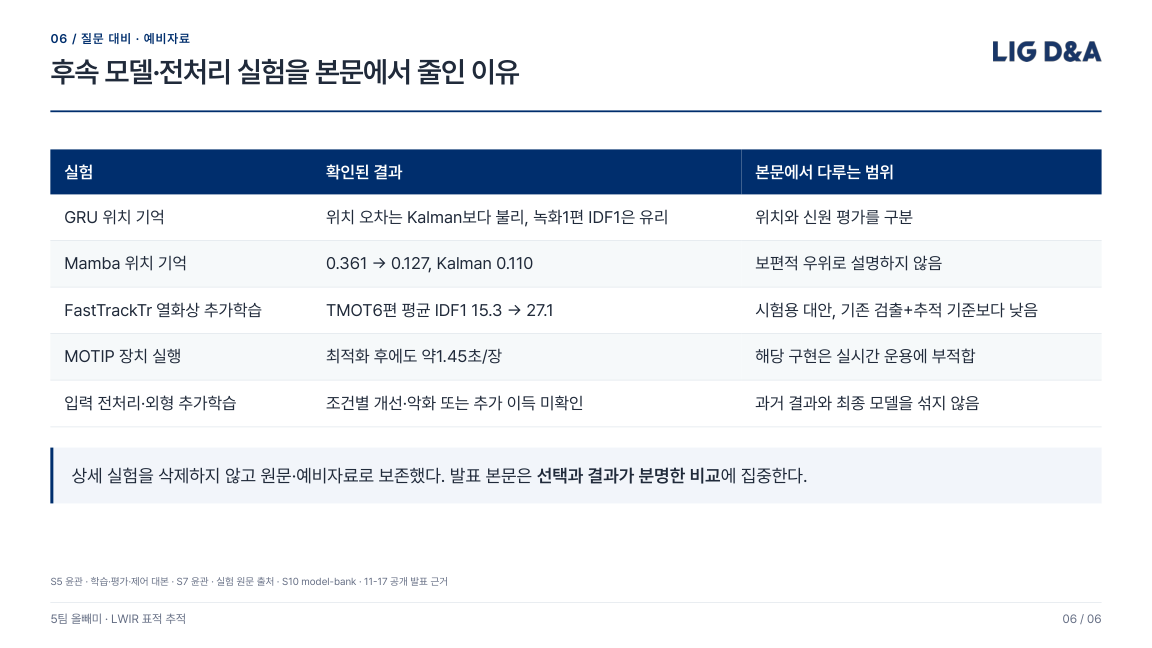 06 / 질문 대비 · 예비자료
후속 모델·전처리 실험을 본문에서 줄인 이유
LIG D&A
실험 확인된 결과 본문에서 다루는 범위
GRU 위치 기억 위치 오차는 Kalman보다 불리, 녹화1편 IDF1은 유리 위치와 신원 평가를 구분
Mamba 위치 기억 0.361 → 0.127, Kalman 0.110 보편적 우위로 설명하지 않음
FastTrackTr 열화상 추가학습 TMOT6편 평균 IDF1 15.3 → 27.1 시험용 대안, 기존 검출+추적 기준보다 낮음
MOTIP 장치 실행 최적화 후에도 약1.45초/장 해당 구현은 실시간 운용에 부적합
입력 전처리·외형 추가학습 조건별 개선·악화 또는 추가 이득 미확인 과거 결과와 최종 모델을 섞지 않음
상세 실험을 삭제하지 않고 원문·예비자료로 보존했다. 발표 본문은 선택과 결과가 분명한 비교에 집중한다.
S5 윤관 · 학습·평가·제어 대본 · S7 윤관 · 실험 원문 출처 · S10 model-bank · 11-17 공개 발표 근거
5팀 올빼미 · LWIR 표적 추적 06 / 06